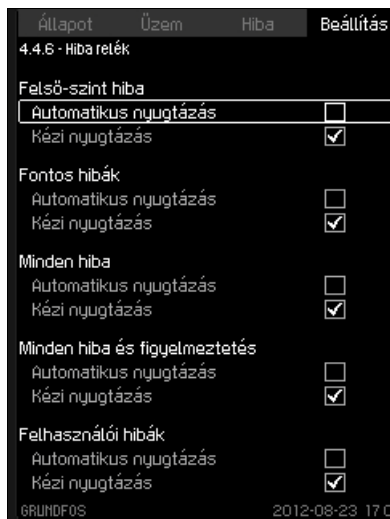 Állapot Üzem Hiba Beállítás
4.4.6 - Hiba relék
Felső-szint hiba
Automatikus nyugtázás
Kézi nyugtázás
Fontos hibák
Automatikus nyugtázás
Kézi nyugtázás
Minden hiba
Automatikus nyugtázás
Kézi nyugtázás
Minden hiba és figyelmeztetés
Automatikus nyugtázás
Kézi nyugtázás
Felhasználói hibák
Automatikus nyugtázás
Kézi nyugtázás
GRUNDFOS 2012-08-23 17